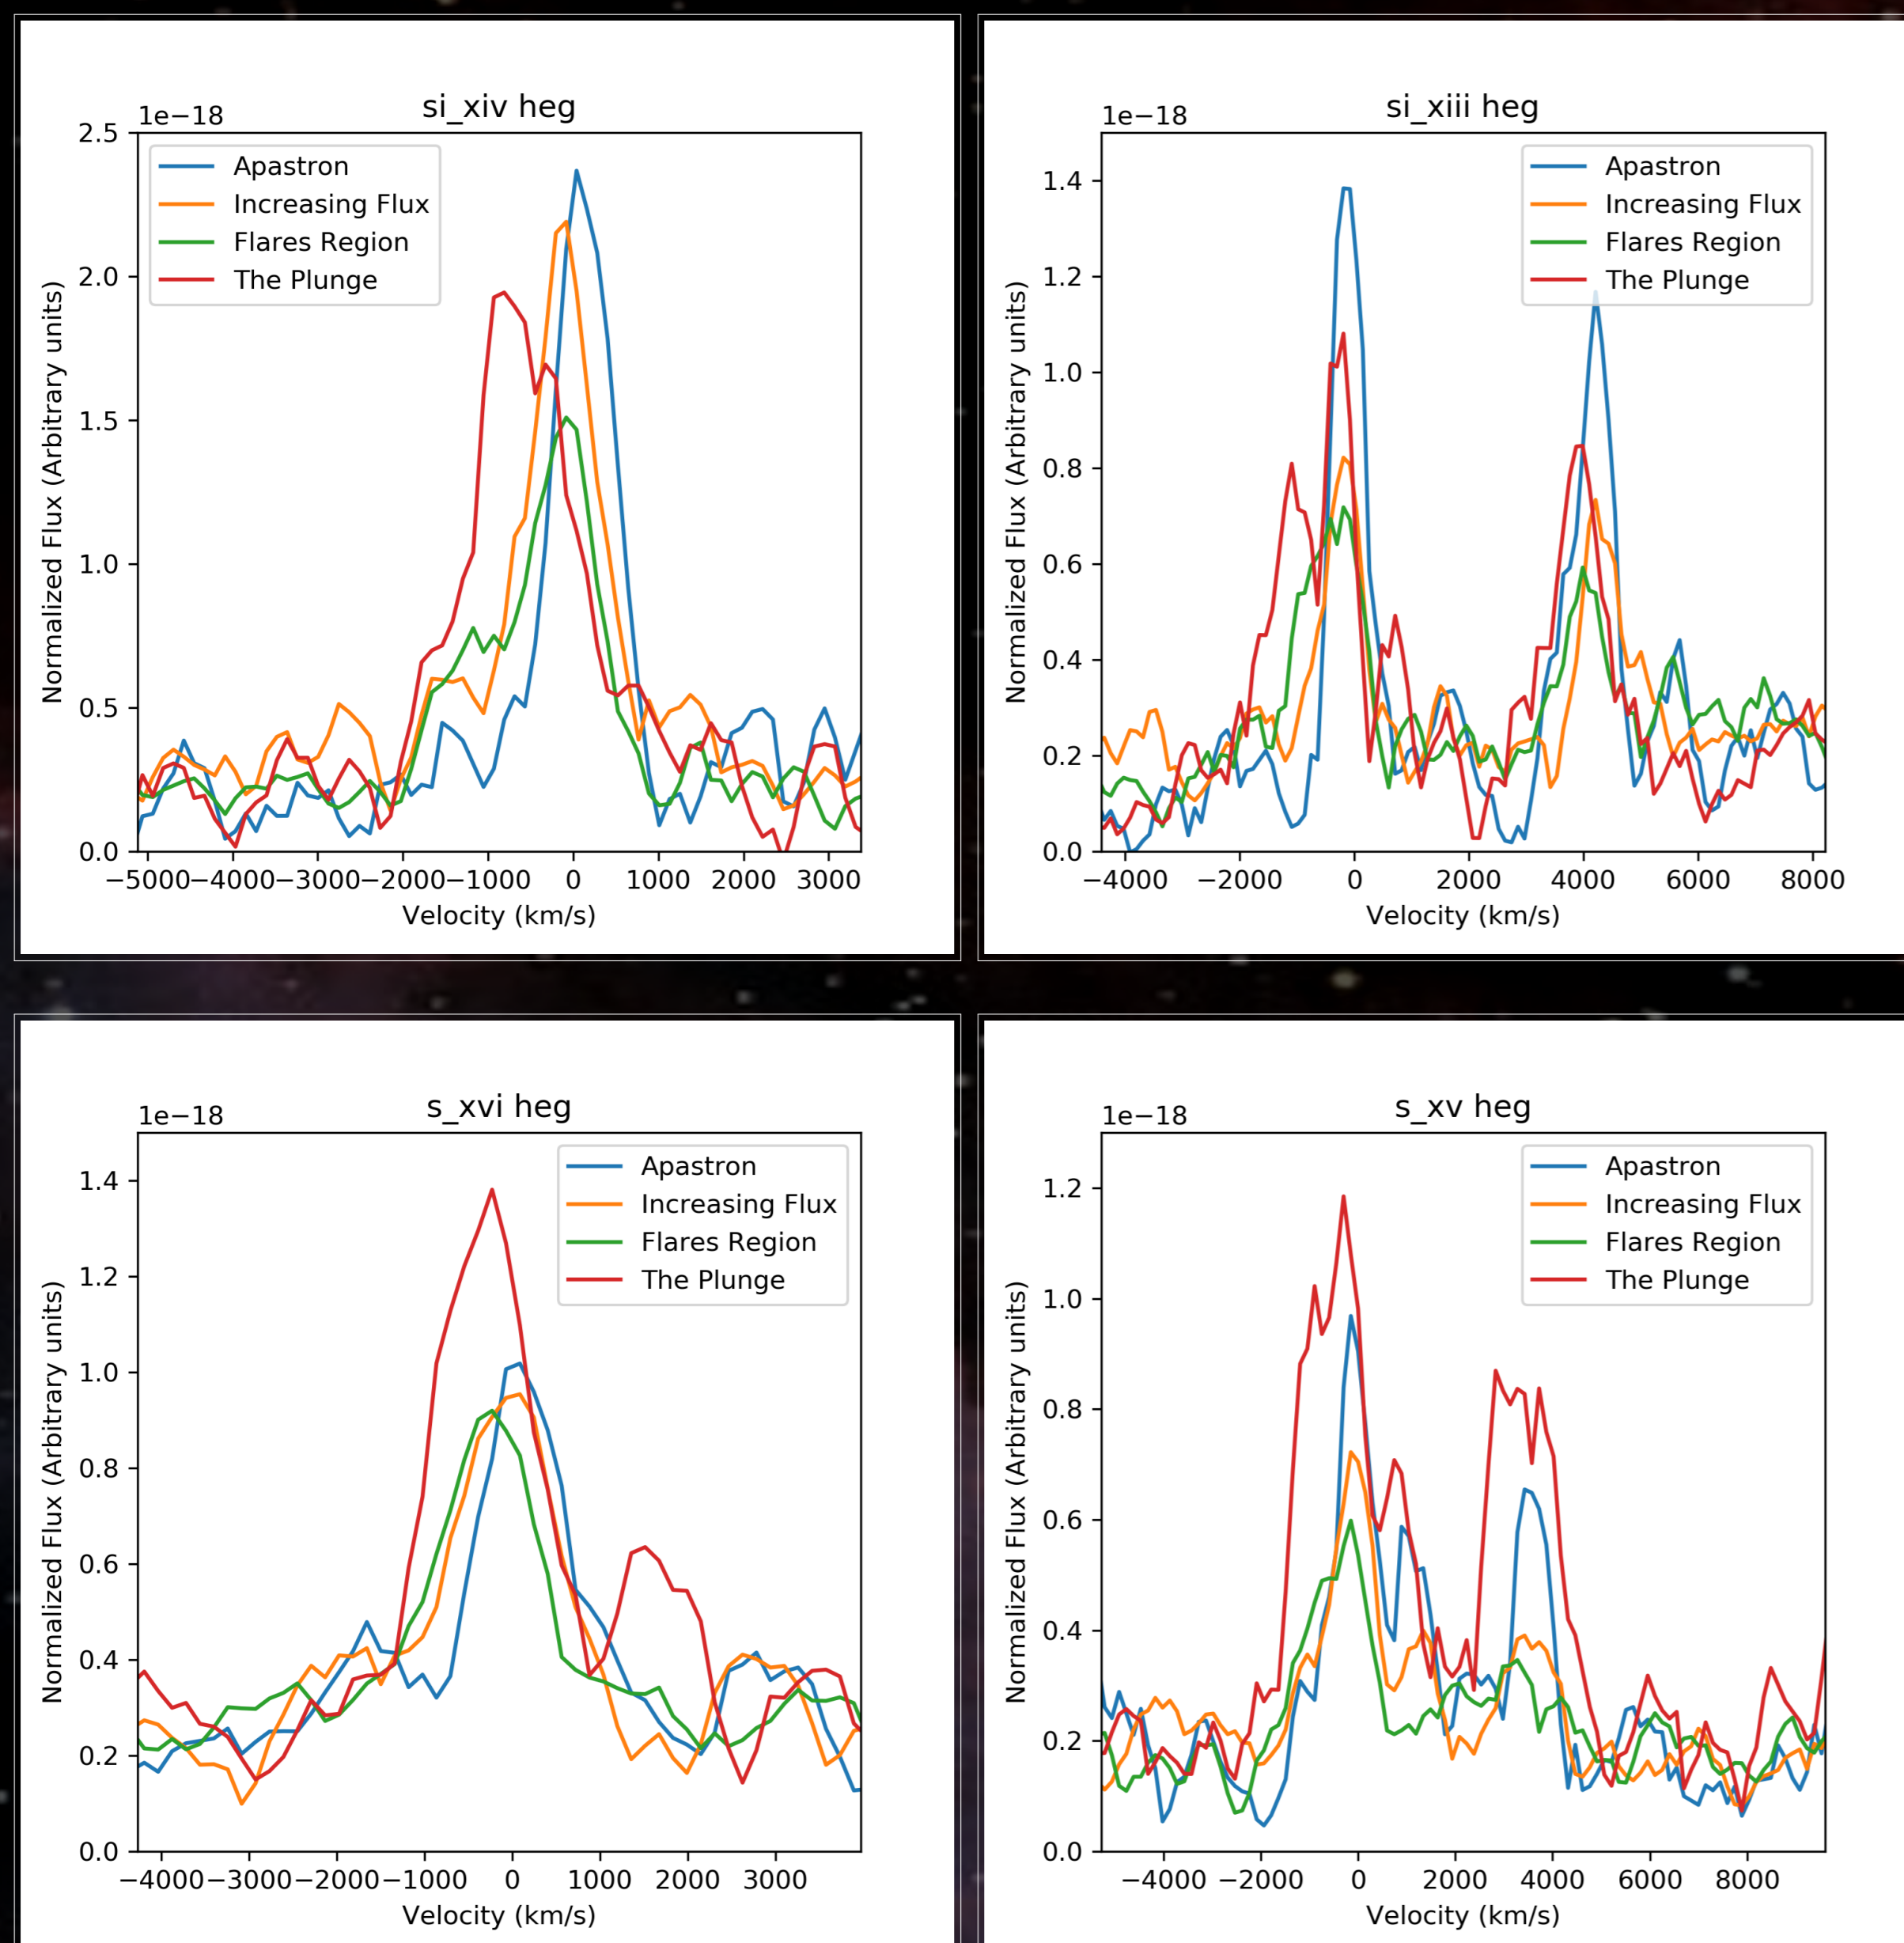 si_xiv heg
1e−18
2.5
2.0
1.5
1.0
0.5
0.0
Normalized Flux (Arbitrary units)
Apastron
Increasing Flux
Flares Region
The Plunge
−5000 −4000 −3000 −2000 −1000 0 1000 2000 3000
Velocity (km/s)
si_xiii heg
1e−18
1.4
1.2
1.0
0.8
0.6
0.4
0.2
0.0
Normalized Flux (Arbitrary units)
Apastron
Increasing Flux
Flares Region
The Plunge
−4000 −2000 0 2000 4000 6000 8000
Velocity (km/s)
s_xvi heg
1e−18
1.4
1.2
1.0
0.8
0.6
0.4
0.2
0.0
Normalized Flux (Arbitrary units)
Apastron
Increasing Flux
Flares Region
The Plunge
−4000 −3000 −2000 −1000 0 1000 2000 3000
Velocity (km/s)
s_xv heg
1e−18
1.2
1.0
0.8
0.6
0.4
0.2
0.0
Normalized Flux (Arbitrary units)
Apastron
Increasing Flux
Flares Region
The Plunge
−4000 −2000 0 2000 4000 6000 8000
Velocity (km/s)